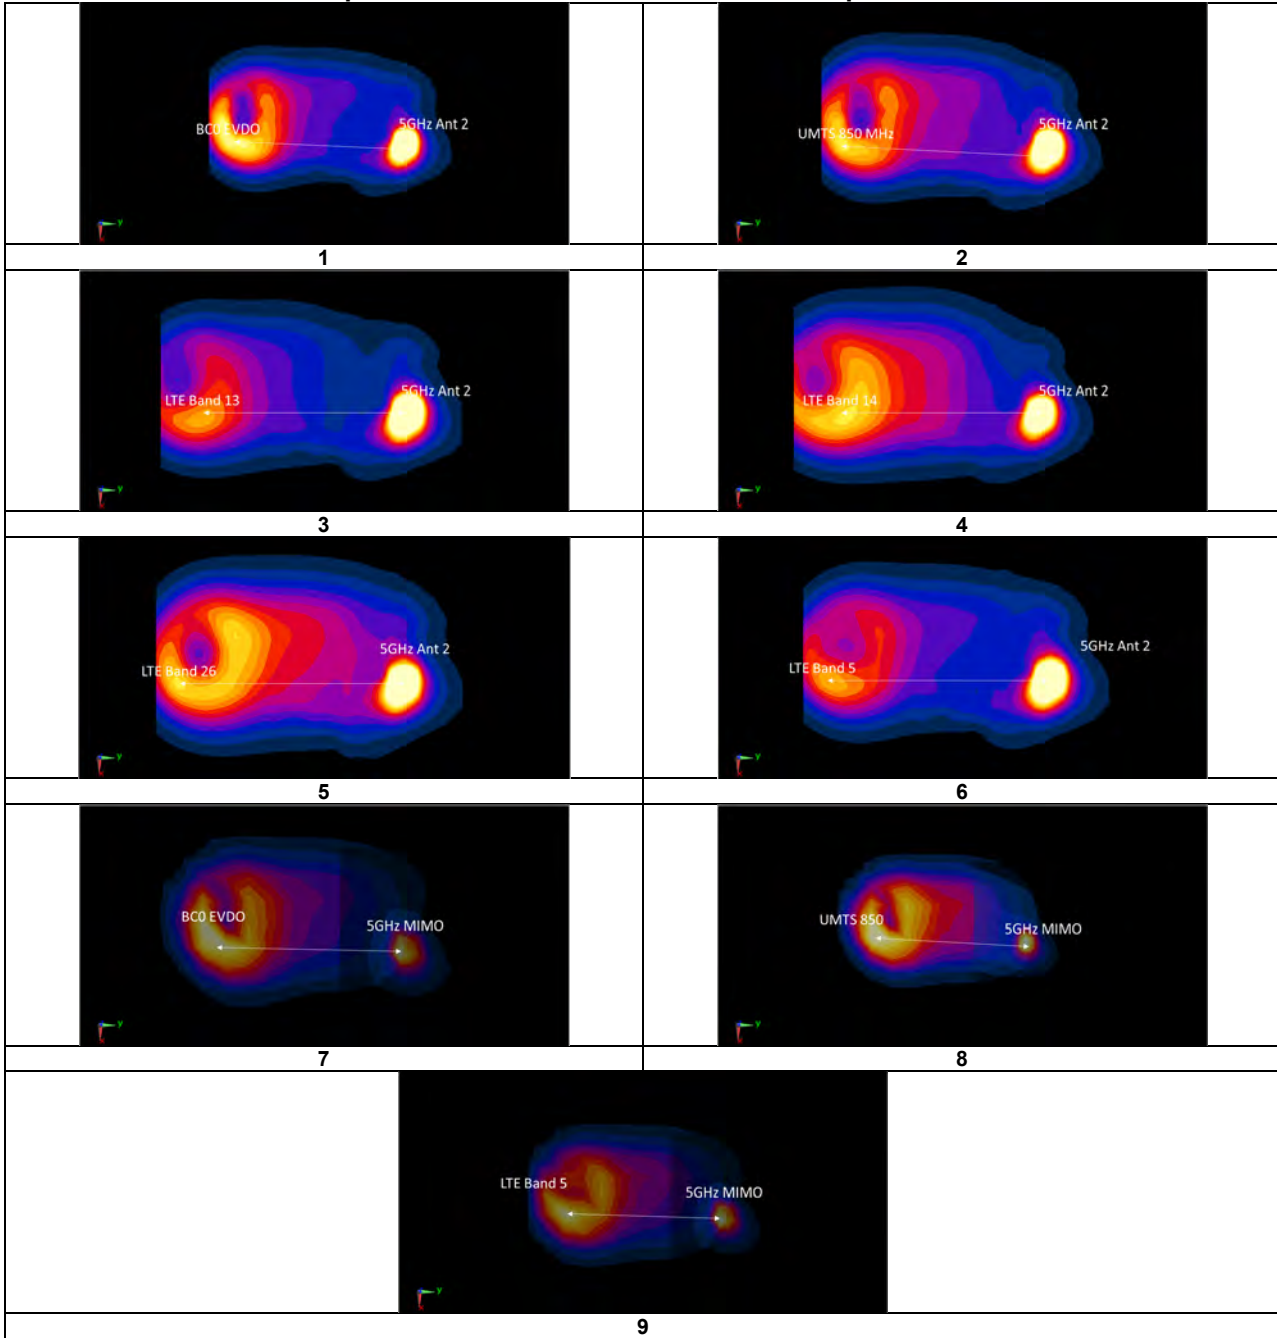 BC0 EVDO
5GHz Ant 2
UMTS 850 MHz
5GHz Ant 2
y
y
1
2
LTE Band 13
5GHz Ant 2
LTE Band 14
5GHz Ant 2
y
y
3
4
LTE Band 26
5GHz Ant 2
LTE Band 5
5GHz Ant 2
y
y
5
6
BC0 EVDO
5GHz MIMO
UMTS 850
5GHz MIMO
y
y
7
8
LTE Band 5
5GHz MIMO
y
9